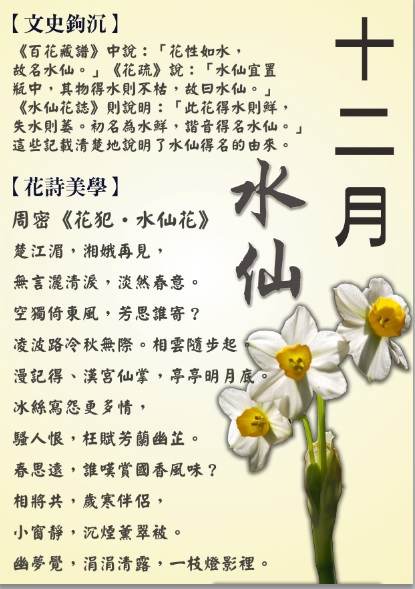 十二月
水仙
【文史鉤沉】
《百花藏譜》中說：「花性如水，
故名水仙。」《花疏》說：「水仙宜置
瓶中，其物得水則不枯，故曰水仙。」
《水仙花誌》則說明：「此花得水則鮮，
失水則萎。初名為水鮮，諧音得名水仙。」
這些記載清楚地說明了水仙得名的由來。
【花詩美學】
周密《花犯‧水仙花》
楚江湄，湘娥再見，
無言灑清淚，淡然春意。
空獨倚東風，芳思誰寄？
凌波路冷秋無際。相雲隨步起。
漫記得、漢宮仙掌，亭亭明月底。
冰絲寫怨更多情，
騷人恨，枉賦芳蘭幽芷。
春思遠，誰嘆賞國香風味？
相將共，歲寒伴侶，
小窗靜，沉煙薰翠被。
幽夢覺，涓涓清露，一枝燈影裡。